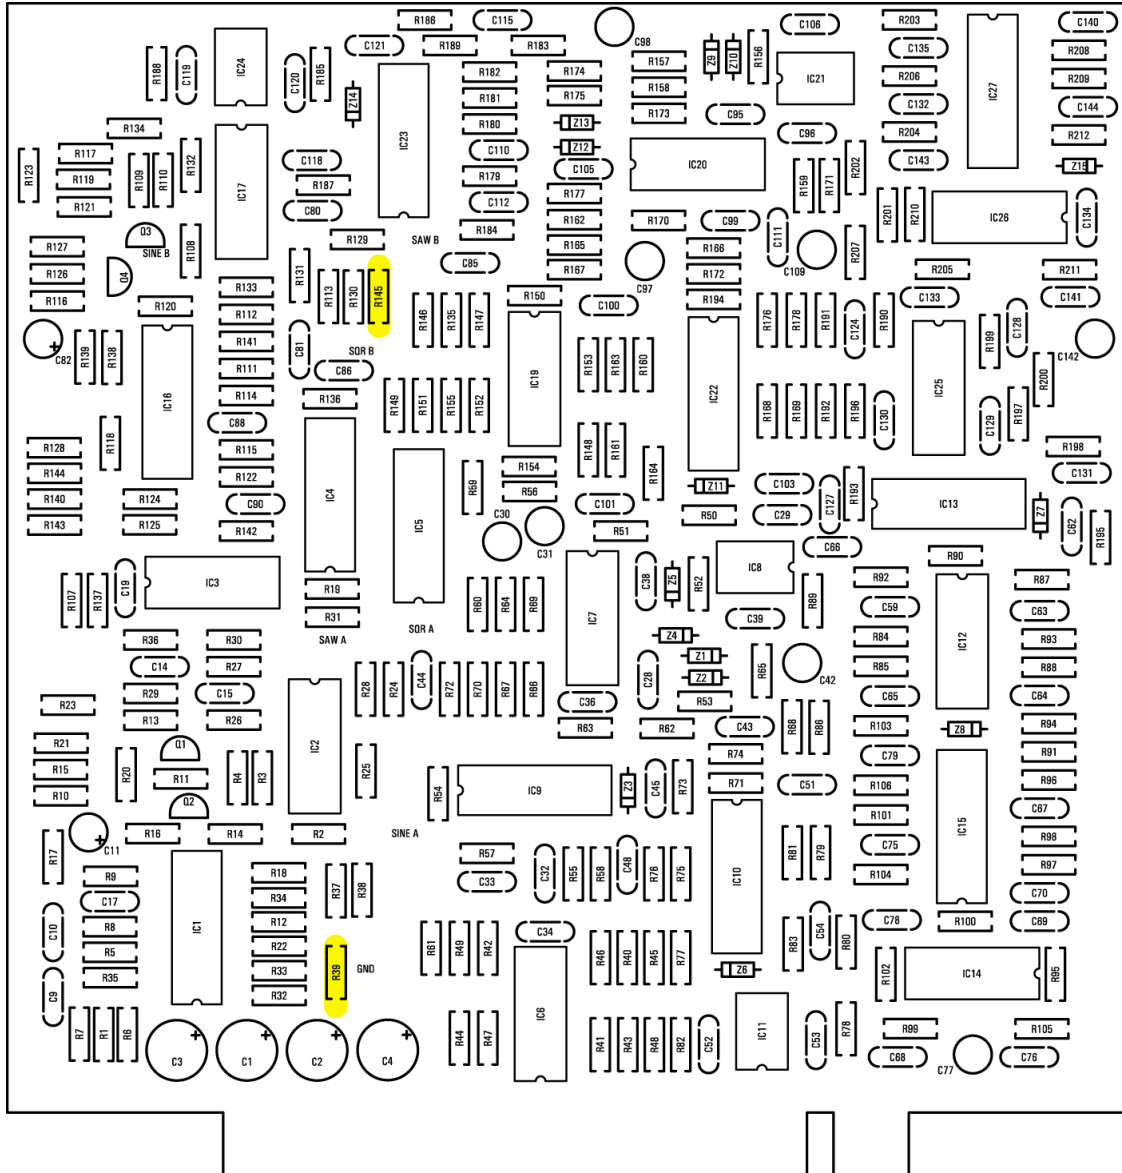 R186 C115 C98 C106 R203 C140
C121 R189 R183 Z9 Z10 R156 C135 IC27 R208
R188 C119 IC24 C120 R185 Z14 IC23 R182 R174 R157 IC21 R206 R209
R181 R175 R158 C132 C144
R134 R180 Z13 R173 C95 R204 R212
R123 R117 R109 R110 R132 IC17 C118 C110 Z12 IC20 C96 C143 Z15
R119 R187 R179 C105 R159 R171 R202
R121 C80 C112 R177 R201 R210 IC26 C134
Q3 R108 R129 SAW B R184 R162 R170 C99 C111
R127 SINE B R165 R166 C109 R207
R126 Q4 R131 C85 R167 C97 R172 R205 R211
R116 R133 R113 R130 R145 R150 R194 C133 C141
R120 R112 R146 R135 R147 C100 R176 R178 R191 C124 R190
C82 R139 R138 R141 C81 SQR B IC19 R153 R163 R160 IC22 IC25 R199 C128 C142
IC16 R111 C86 R200
R114 R136 R149 R151 R155 R152 R168 R169 R192 R196 C130 C129 R197
R118 C88
R128 R115 IC4 IC5 R59 R154 R148 R161 R164 R198
R144 R122 R56 Z11 C103 C127 R193 C131
R140 R124 C90 C30 C101 R50 C29 IC13 Z7 C62
R143 R125 R142 C31 R51 C86 R195
R107 R137 C19 IC3 R19 R60 R64 R69 IC7 C38 Z5 R52 IC8 R89 R92 R90 R87
R31 C39 C59 IC12 C63
R36 R30 SAW A SQR A Z4 R84 R93
C14 R27 Z1 R65 C42 R85 R88
R29 C15 R28 R24 C44 R72 R70 R67 R66 C28 Z2 C65 C64
R23 R13 R26 C36 R53 R68 R86
R21 Q1 IC2 R63 R62 C43 R103 Z8 R94
R15 R20 R11 R4 R3 R25 R74 C79 R91
R10 Q2 R54 IC9 Z3 C45 R73 R71 C51 R106 R96
C11 R16 R14 R2 SINE A R101 IC15 C67
R17 R57 C48 R81 R79 C75 R98
R9 R18 R37 R38 C33 C32 R55 R58 R76 R75 IC10 R104 R97
C17 IC1 R34 C70
C10 R8 R12 R61 R49 R42 C34 C54 C78 R100 C69
R5 R22 R46 R40 R45 R77 R83 R80
C9 R35 R33 R39 GND Z6 R102 IC14 R95
R32
R7 R1 R6 R44 R47 IC6 R41 R43 R48 R82 C52 IC11 C53 R78 R99 R105
C3 C1 C2 C4 C68 C77 C76